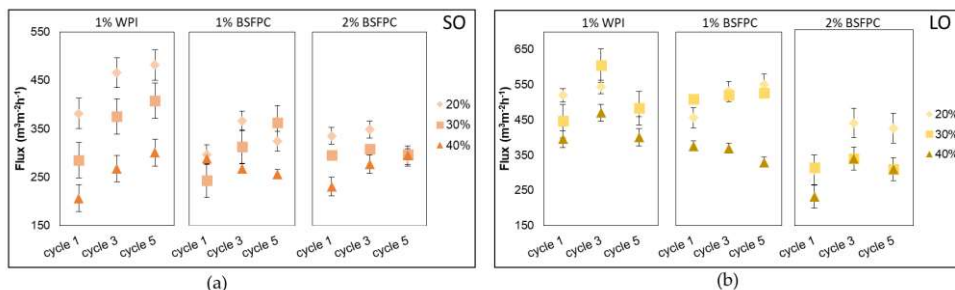 1% WPI 1% BSFPC 2% BSFPC SO
550
450
350
250
150
Flux (m³m⁻²h⁻¹)
20%
30%
40%
cycle 1 cycle 3 cycle 5 cycle 1 cycle 3 cycle 5 cycle 1 cycle 3 cycle 5
(a)
1% WPI 1% BSFPC 2% BSFPC LO
650
550
450
350
250
150
Flux (m³m⁻²h⁻¹)
20%
30%
40%
cycle 1 cycle 3 cycle 5 cycle 1 cycle 3 cycle 5 cycle 1 cycle 3 cycle 5
(b)